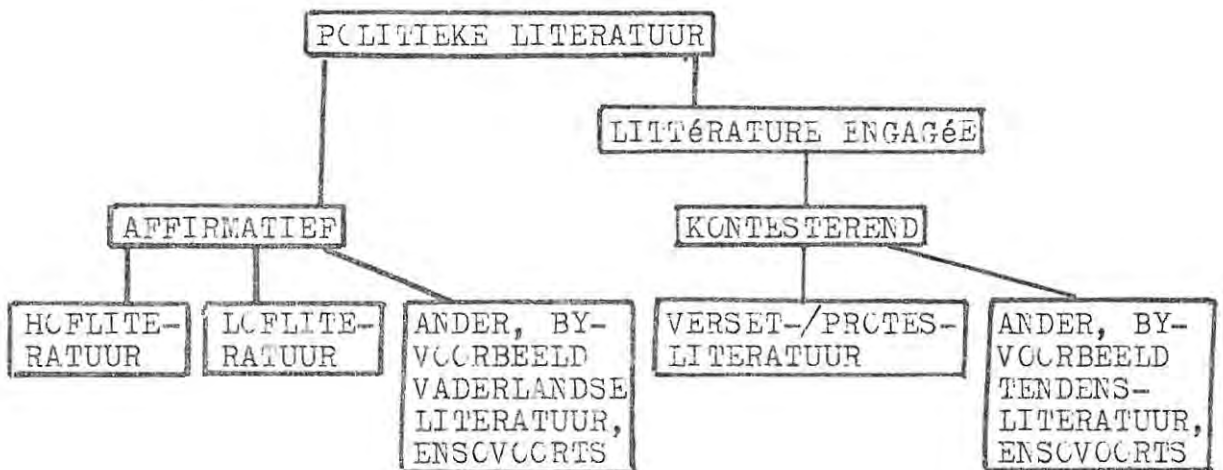 POLITIEKE LITERATUUR
LITTéRATURE ENGAGéE
AFFIRMATIEF
KONTESTEREND
HOFLITE-
RATUUR
LOFLITE-
RATUUR
ANDER, BY-
VOORBEELD
VADERLANDSE
LITERATUUR,
ENSOVOORTS
VERSET-/PROTES-
LITERATUUR
ANDER, BY-
VOORBEELD
TENDENS-
LITERATUUR,
ENSOVOORTS